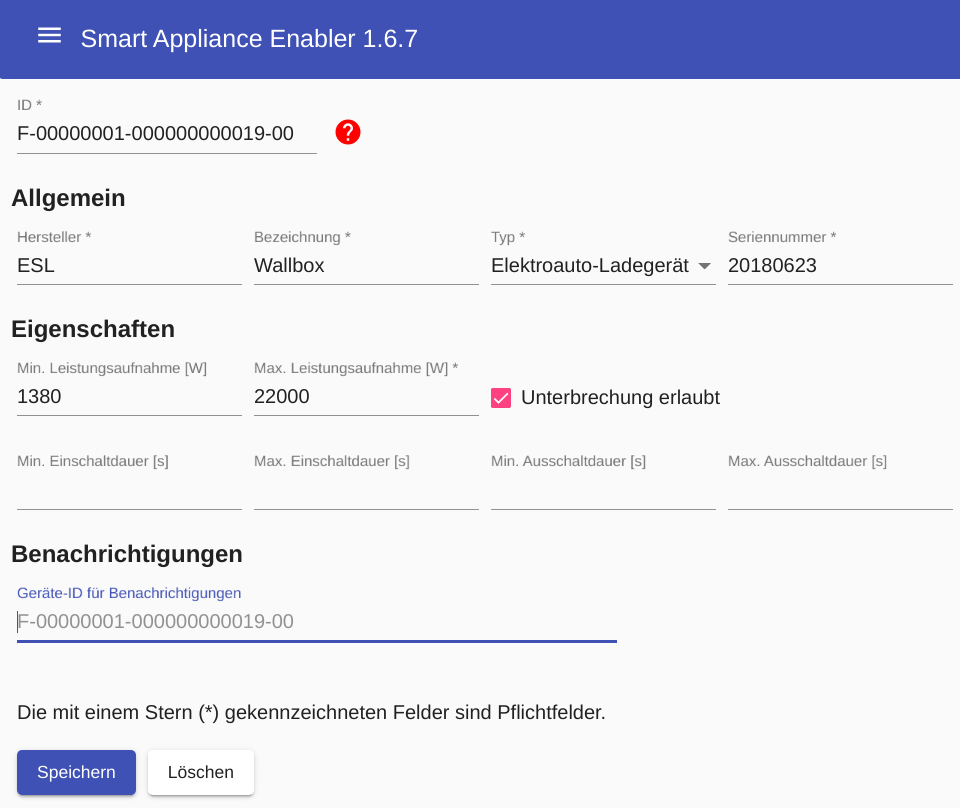 Smart Appliance Enabler 1.6.7
ID *
F-00000001-000000000019-00
Allgemein
Hersteller * Bezeichnung * Typ * Seriennummer *
ESL Wallbox Elektroauto-Ladegerät 20180623
Eigenschaften
Min. Leistungsaufnahme [W] Max. Leistungsaufnahme [W] *
1380 22000 Unterbrechung erlaubt
Min. Einschaltdauer [s] Max. Einschaltdauer [s] Min. Ausschaltdauer [s] Max. Ausschaltdauer [s]
Benachrichtigungen
Geräte-ID für Benachrichtigungen
F-00000001-000000000019-00
Die mit einem Stern (*) gekennzeichneten Felder sind Pflichtfelder.
Speichern Löschen